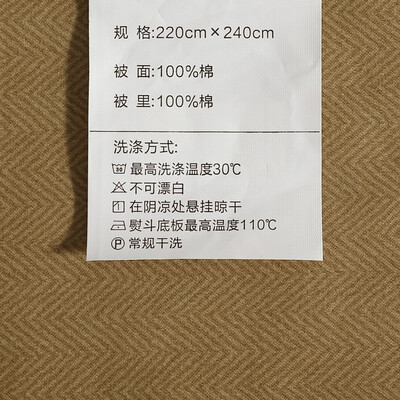 规 格:220cm×240cm
被 面:100%棉
被 里:100%棉
洗涤方式:
最高洗涤温度30℃
不可漂白
在阴凉处悬挂晾干
熨斗底板最高温度110℃
Ⓟ 常规干洗